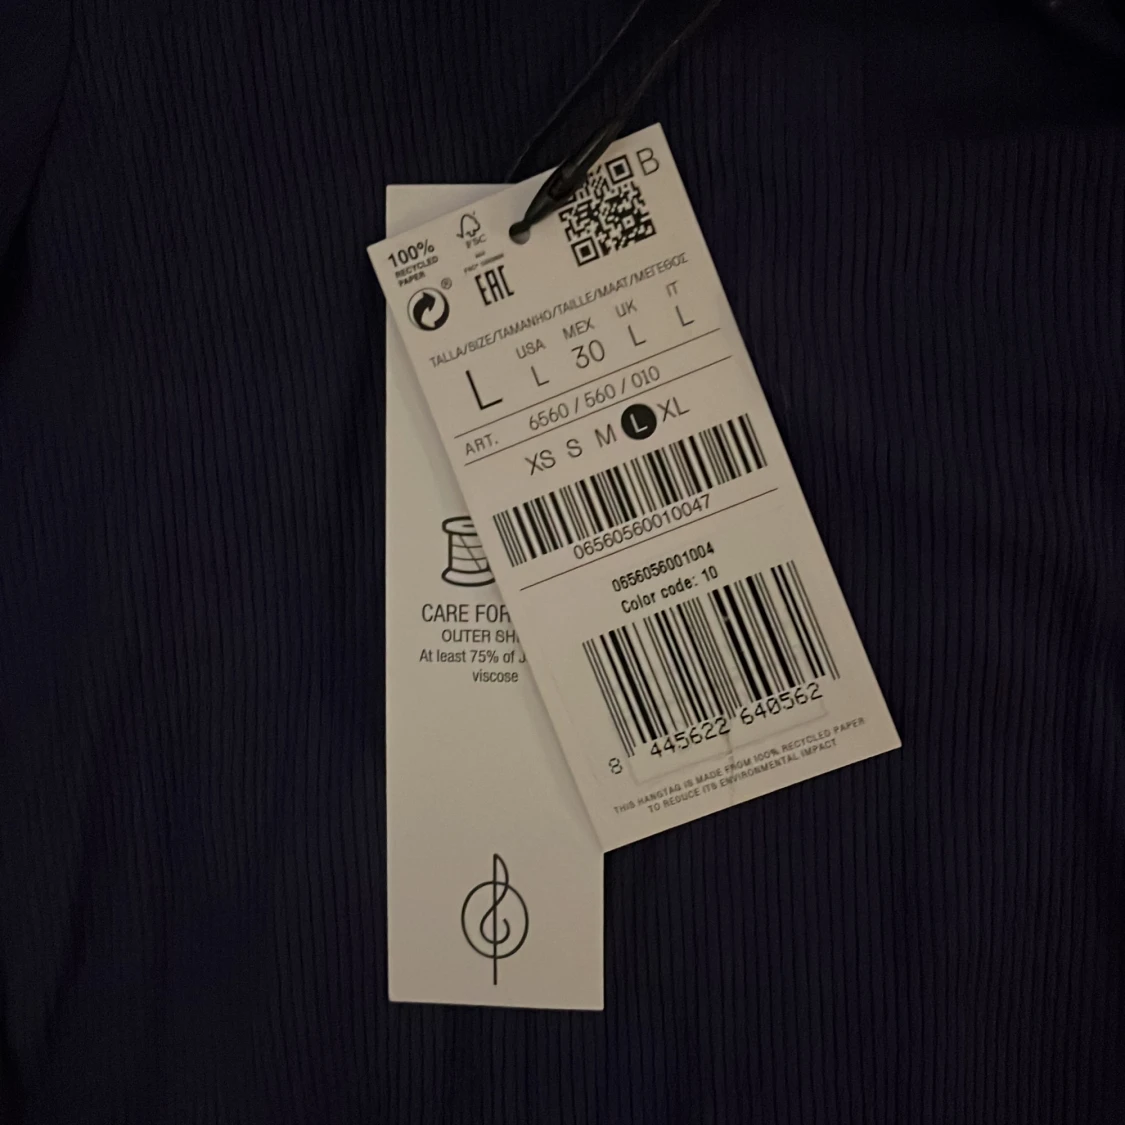 B
100%
RECYCLED
PAPER
FSC
EAC
®
TALLA/SIZE/TAMANHO/TAILLE/MAAT/ΜΕΓΕΘΟΣ
USA MEX UK IT
L L 30 L L
ART. 6560 / 560 / 010
XS S M L XL
06560560010047
0656056001004
Color code: 10
8 445622 640562
THIS HANGTAG IS MADE FROM 100% RECYCLED PAPER
TO REDUCE ITS ENVIRONMENTAL IMPACT
CARE FOR
OUTER SH
At least 75% of
viscose